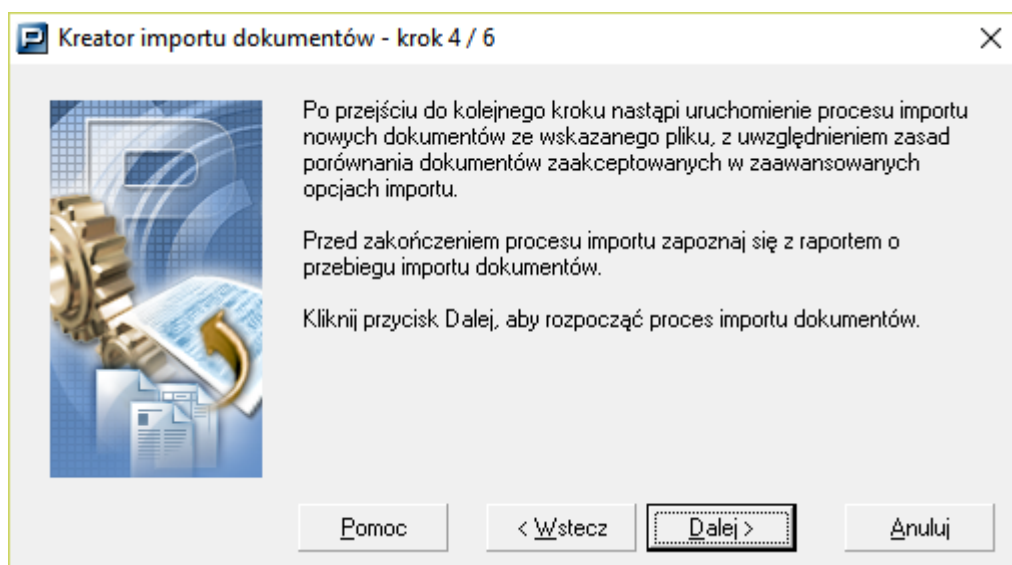 Kreator importu dokumentów - krok 4 / 6
Po przejściu do kolejnego kroku nastąpi uruchomienie procesu importu
nowych dokumentów ze wskazanego pliku, z uwzględnieniem zasad
porównania dokumentów zaakceptowanych w zaawansowanych
opcjach importu.
Przed zakończeniem procesu importu zapoznaj się z raportem o
przebiegu importu dokumentów.
Kliknij przycisk Dalej, aby rozpocząć proces importu dokumentów.
Pomoc
< Wstecz
Dalej >
Anuluj